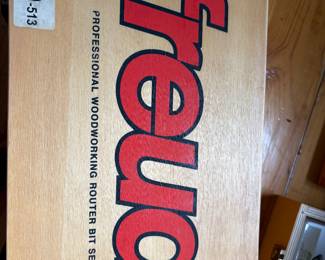 -513
freud
PROFESSIONAL WOODWORKING ROUTER BIT SE